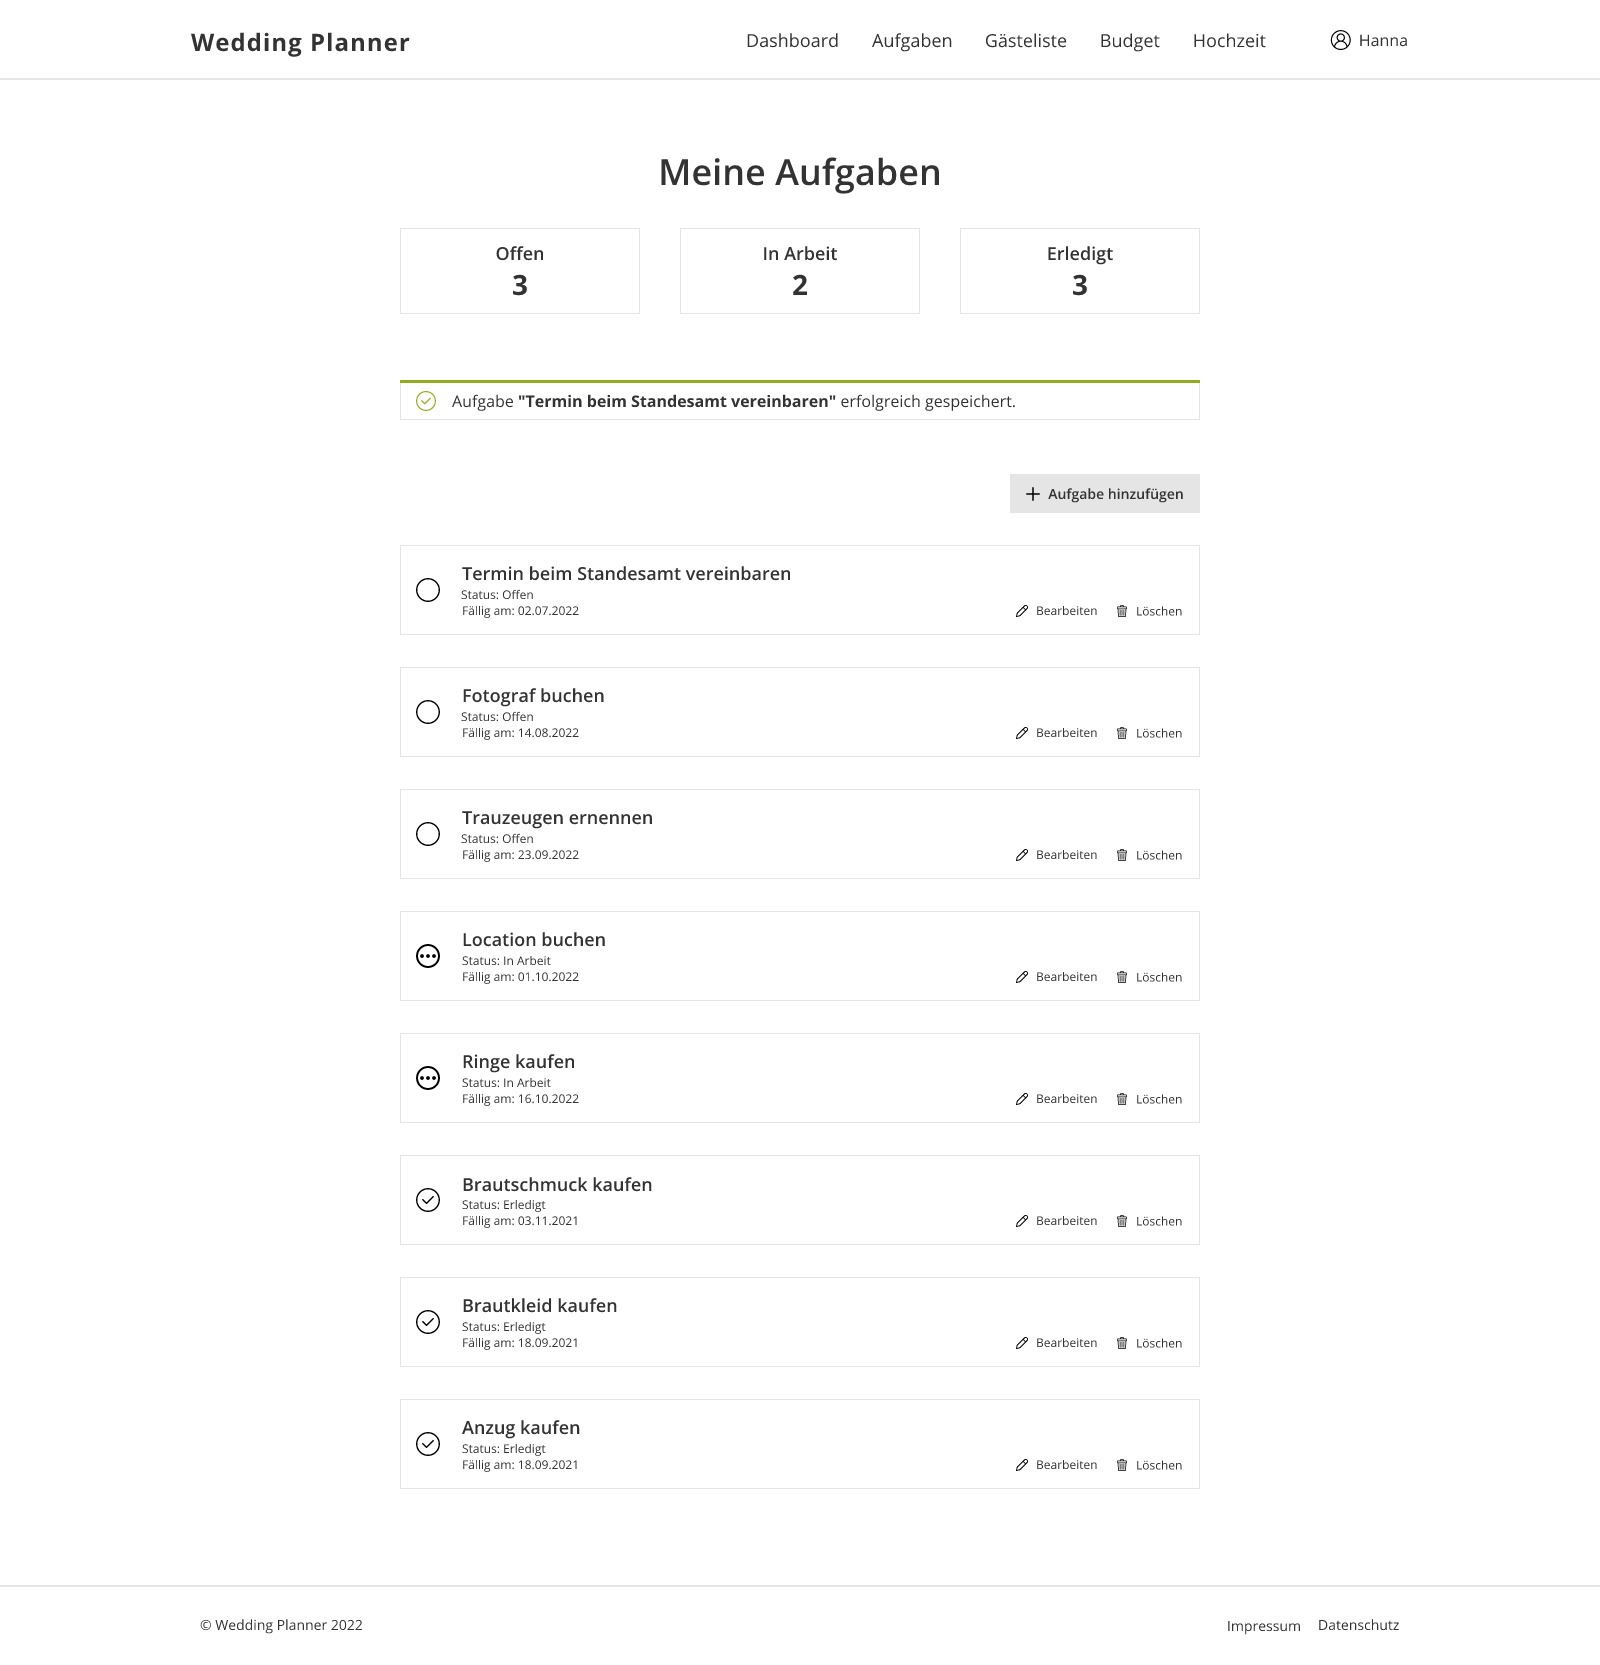 Wedding Planner
Dashboard Aufgaben Gästeliste Budget Hochzeit Hanna
Meine Aufgaben
Offen
3
In Arbeit
2
Erledigt
3
Aufgabe "Termin beim Standesamt vereinbaren" erfolgreich gespeichert.
Aufgabe hinzufügen
Termin beim Standesamt vereinbaren
Status: Offen
Fällig am: 02.07.2022
Bearbeiten Löschen
Fotograf buchen
Status: Offen
Fällig am: 14.08.2022
Bearbeiten Löschen
Trauzeugen ernennen
Status: Offen
Fällig am: 23.09.2022
Bearbeiten Löschen
Location buchen
Status: In Arbeit
Fällig am: 01.10.2022
Bearbeiten Löschen
Ringe kaufen
Status: In Arbeit
Fällig am: 16.10.2022
Bearbeiten Löschen
Brautschmuck kaufen
Status: Erledigt
Fällig am: 03.11.2021
Bearbeiten Löschen
Brautkleid kaufen
Status: Erledigt
Fällig am: 18.09.2021
Bearbeiten Löschen
Anzug kaufen
Status: Erledigt
Fällig am: 18.09.2021
Bearbeiten Löschen
© Wedding Planner 2022
Impressum Datenschutz